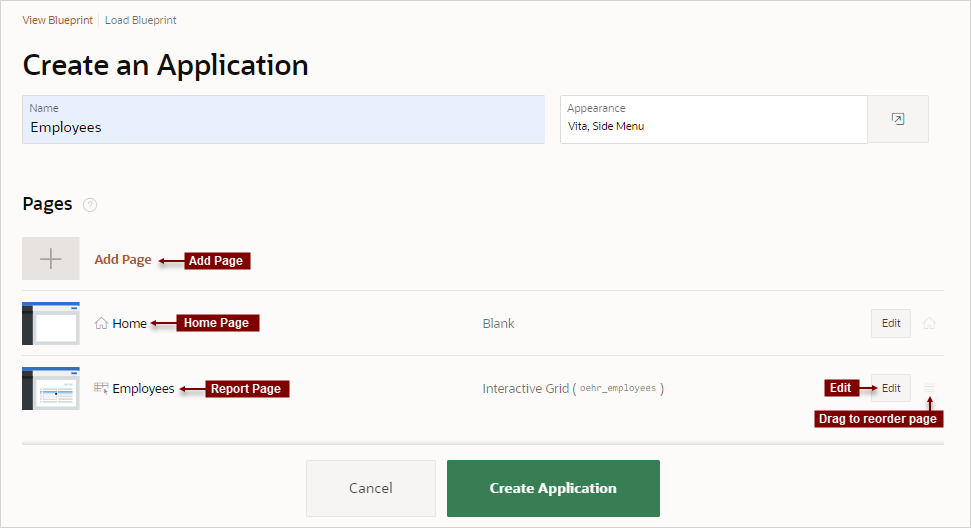 View Blueprint Load Blueprint
Create an Application
Name
Employees
Appearance
Vita, Side Menu
Pages ?
Add Page Add Page
Home Home Page Blank Edit
Employees Report Page Interactive Grid ( oehr_employees ) Edit Edit
Drag to reorder page
Cancel Create Application